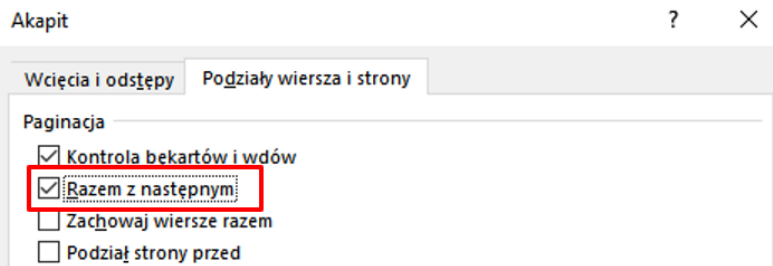 Akapit ?
Wcięcia i odstępy Podziały wiersza i strony
Paginacja
Kontrola bękartów i wdów
Razem z następnym
Zachowaj wiersze razem
Podział strony przed